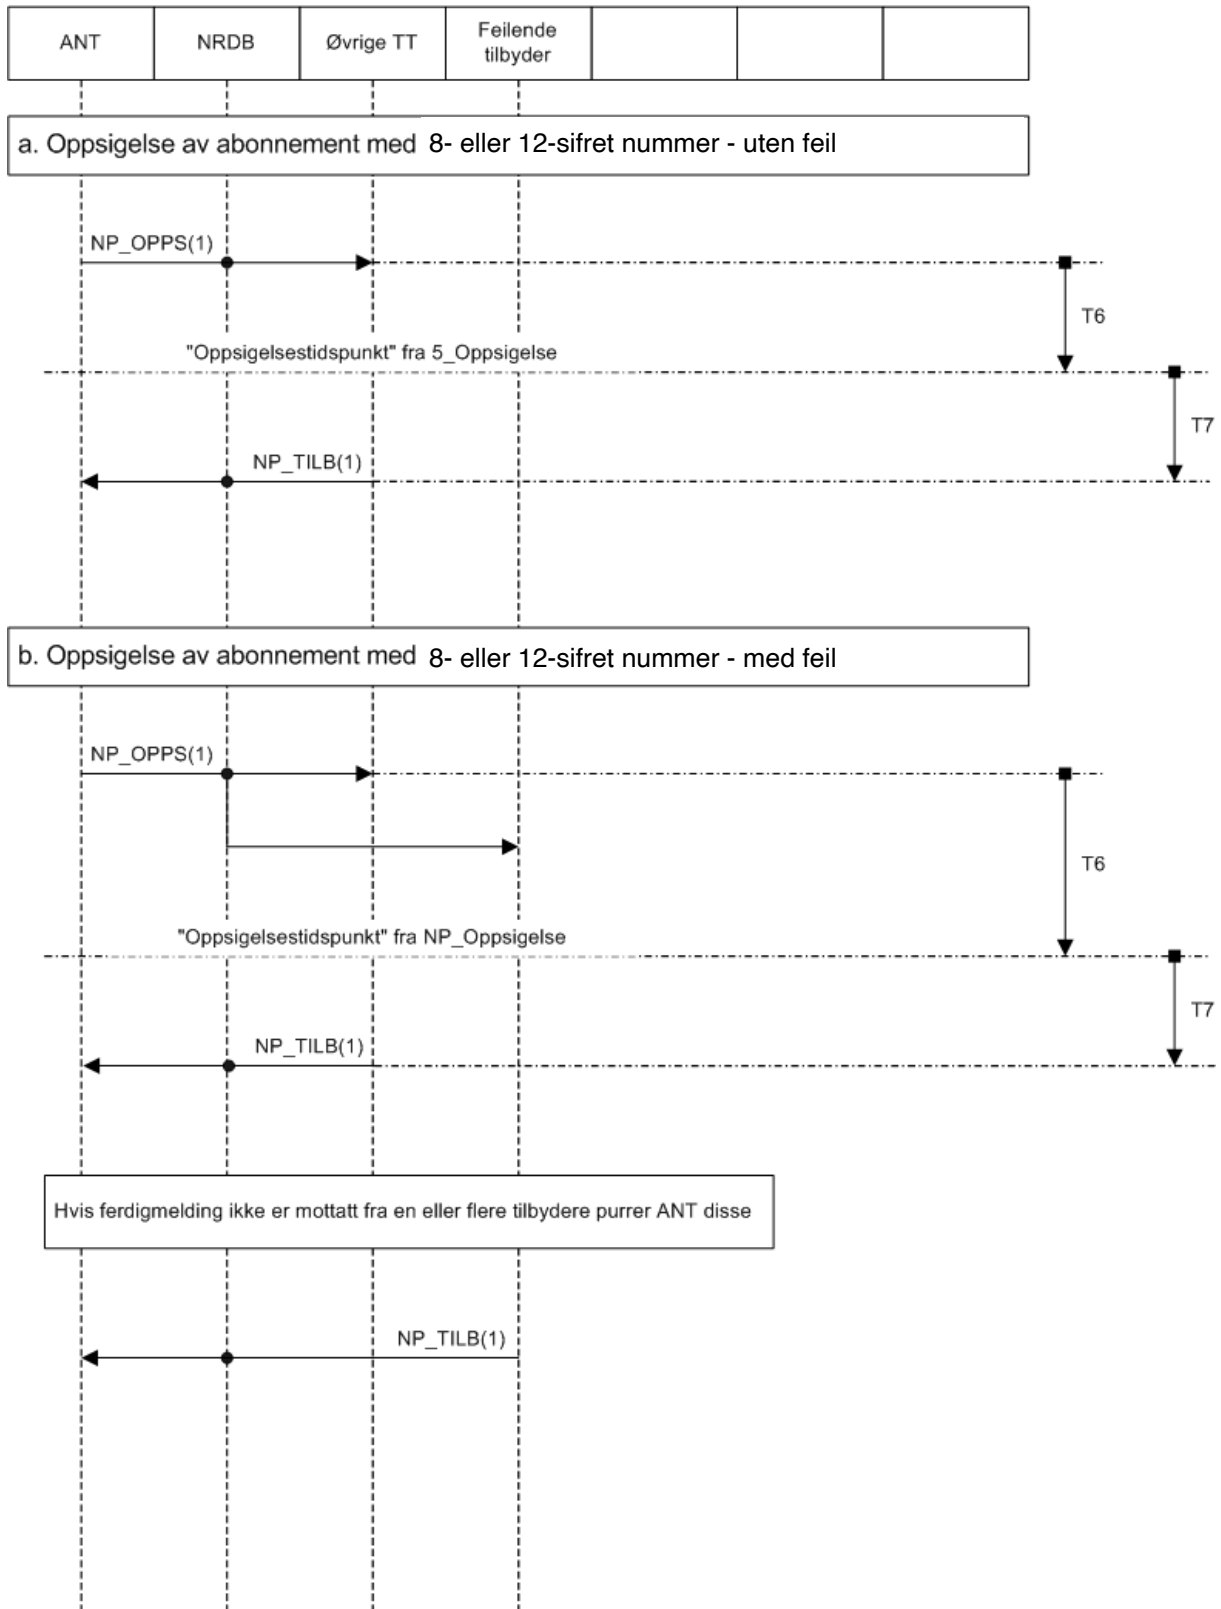 ANT NRDB Øvrige TT Feilende
tilbyder
a. Oppsigelse av abonnement med 8- eller 12-sifret nummer - uten feil
NP_OPPS(1)
T6
"Oppsigelsestidspunkt" fra 5_Oppsigelse
T7
NP_TILB(1)
b. Oppsigelse av abonnement med 8- eller 12-sifret nummer - med feil
NP_OPPS(1)
T6
"Oppsigelsestidspunkt" fra NP_Oppsigelse
T7
NP_TILB(1)
Hvis ferdigmelding ikke er mottatt fra en eller flere tilbydere purrer ANT disse
NP_TILB(1)